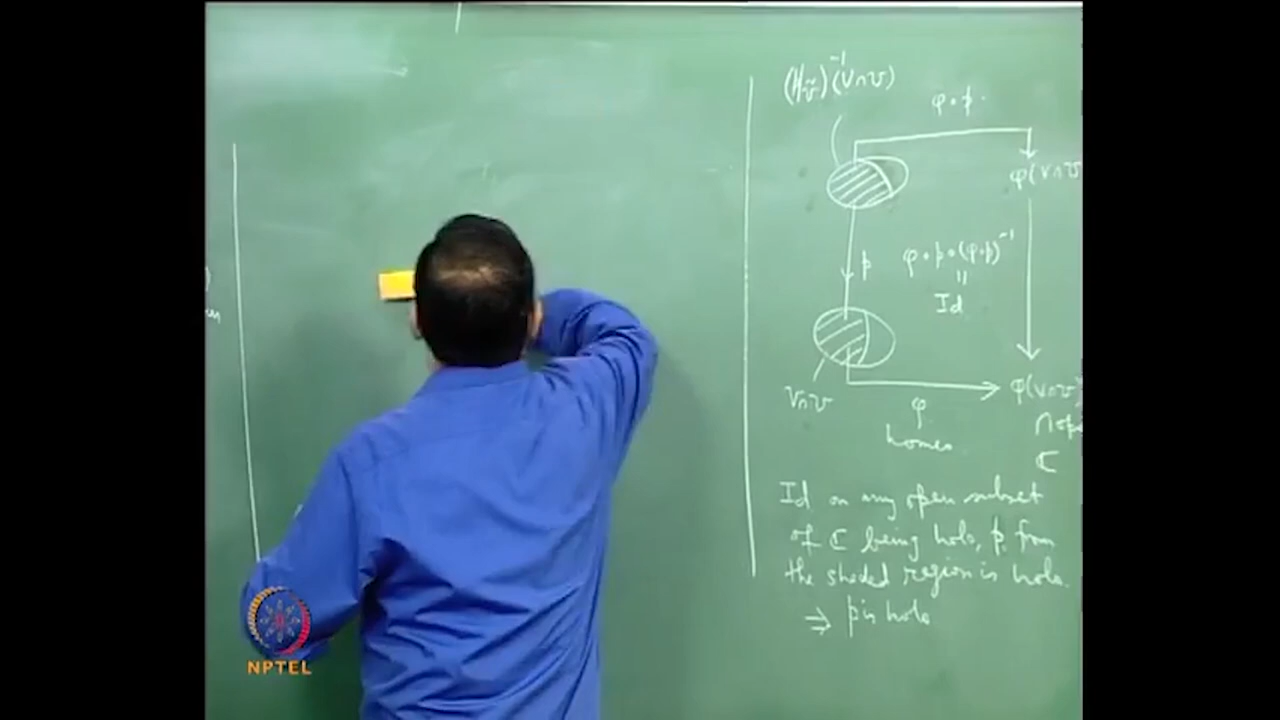 φ∘p.
φ(V∩U
p
φ∘p∘(φ∘p)⁻¹
||
Id
V∩U
φ
homeo
φ(V∩U)
ℂ
Id on any open subset
of ℂ being holo, p from
the shaded region is holo.
⇒ p is holo
NPTEL